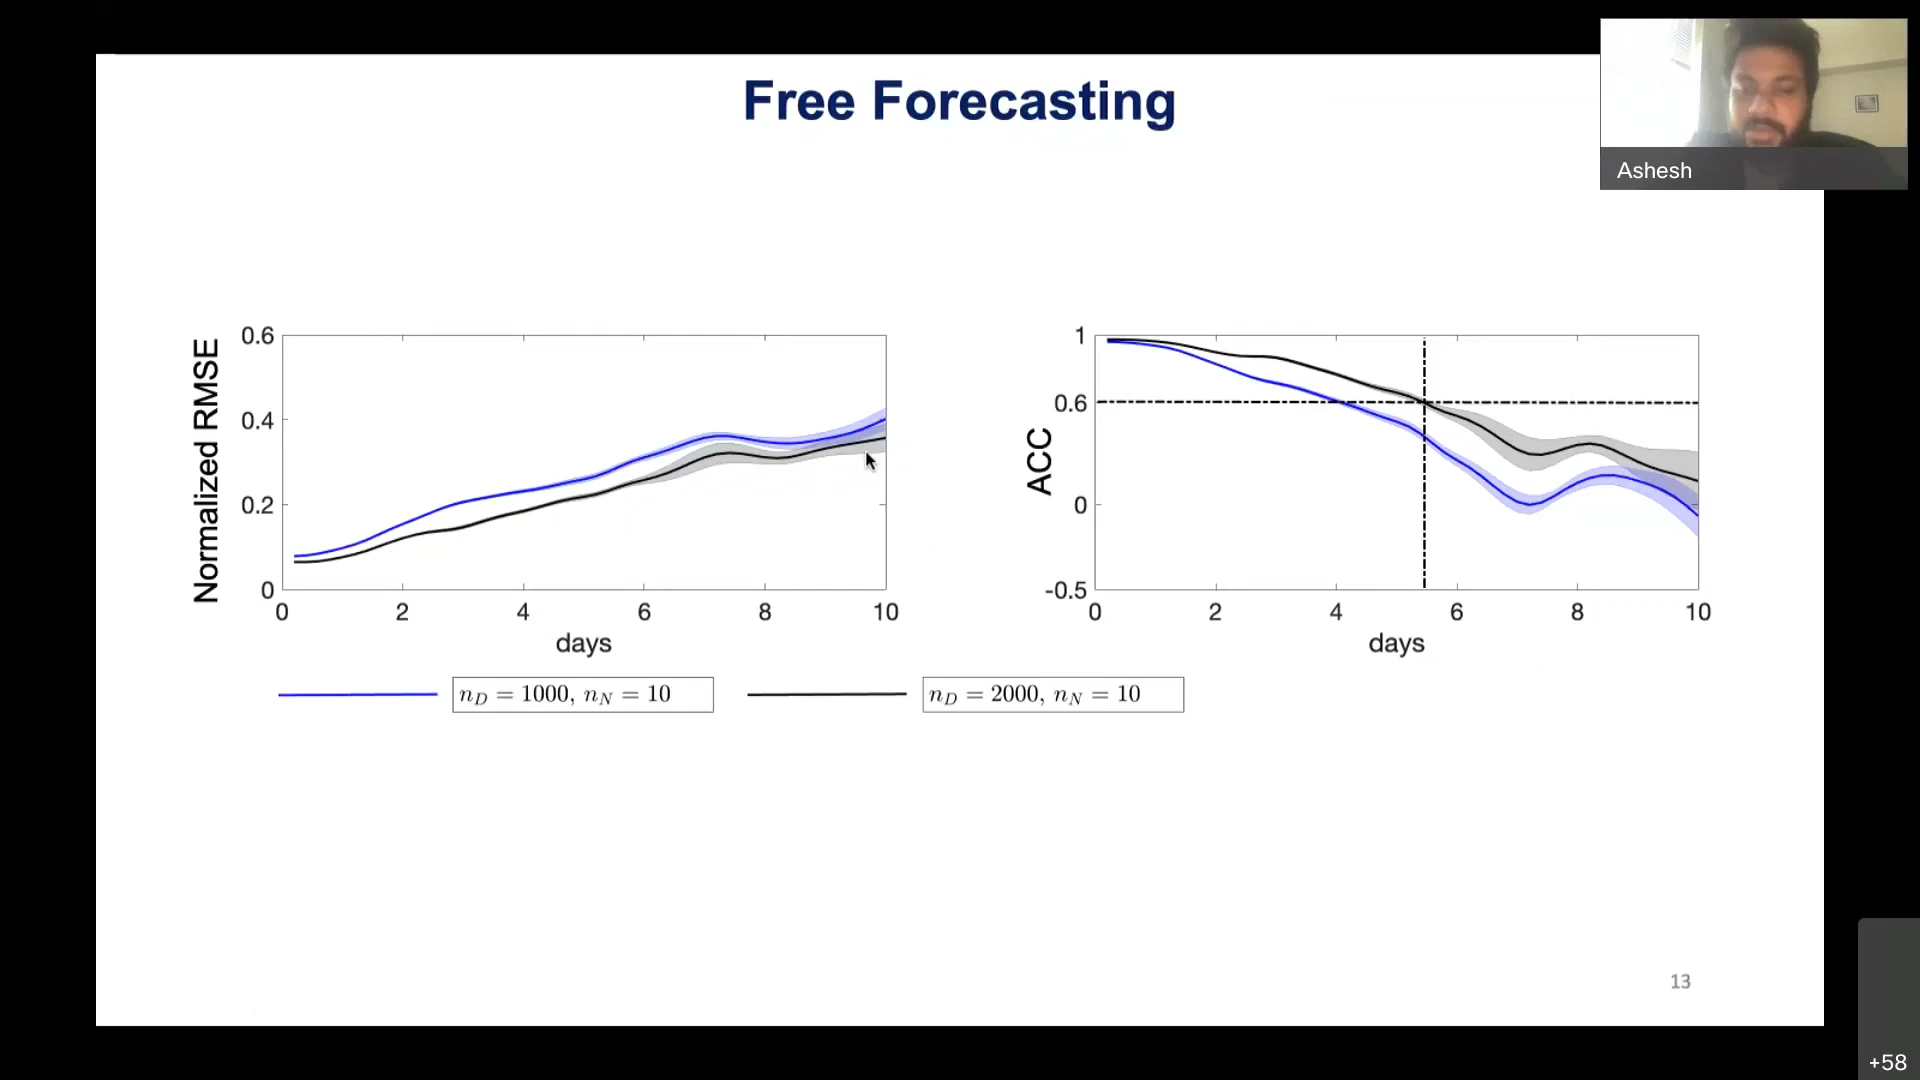 Free Forecasting
Ashesh
Normalized RMSE
0.6
0.4
0.2
0
0 2 4 6 8 10
days
ACC
1
0.6
0
-0.5
0 2 4 6 8 10
days
n_D = 1000, n_N = 10
n_D = 2000, n_N = 10
13
+58